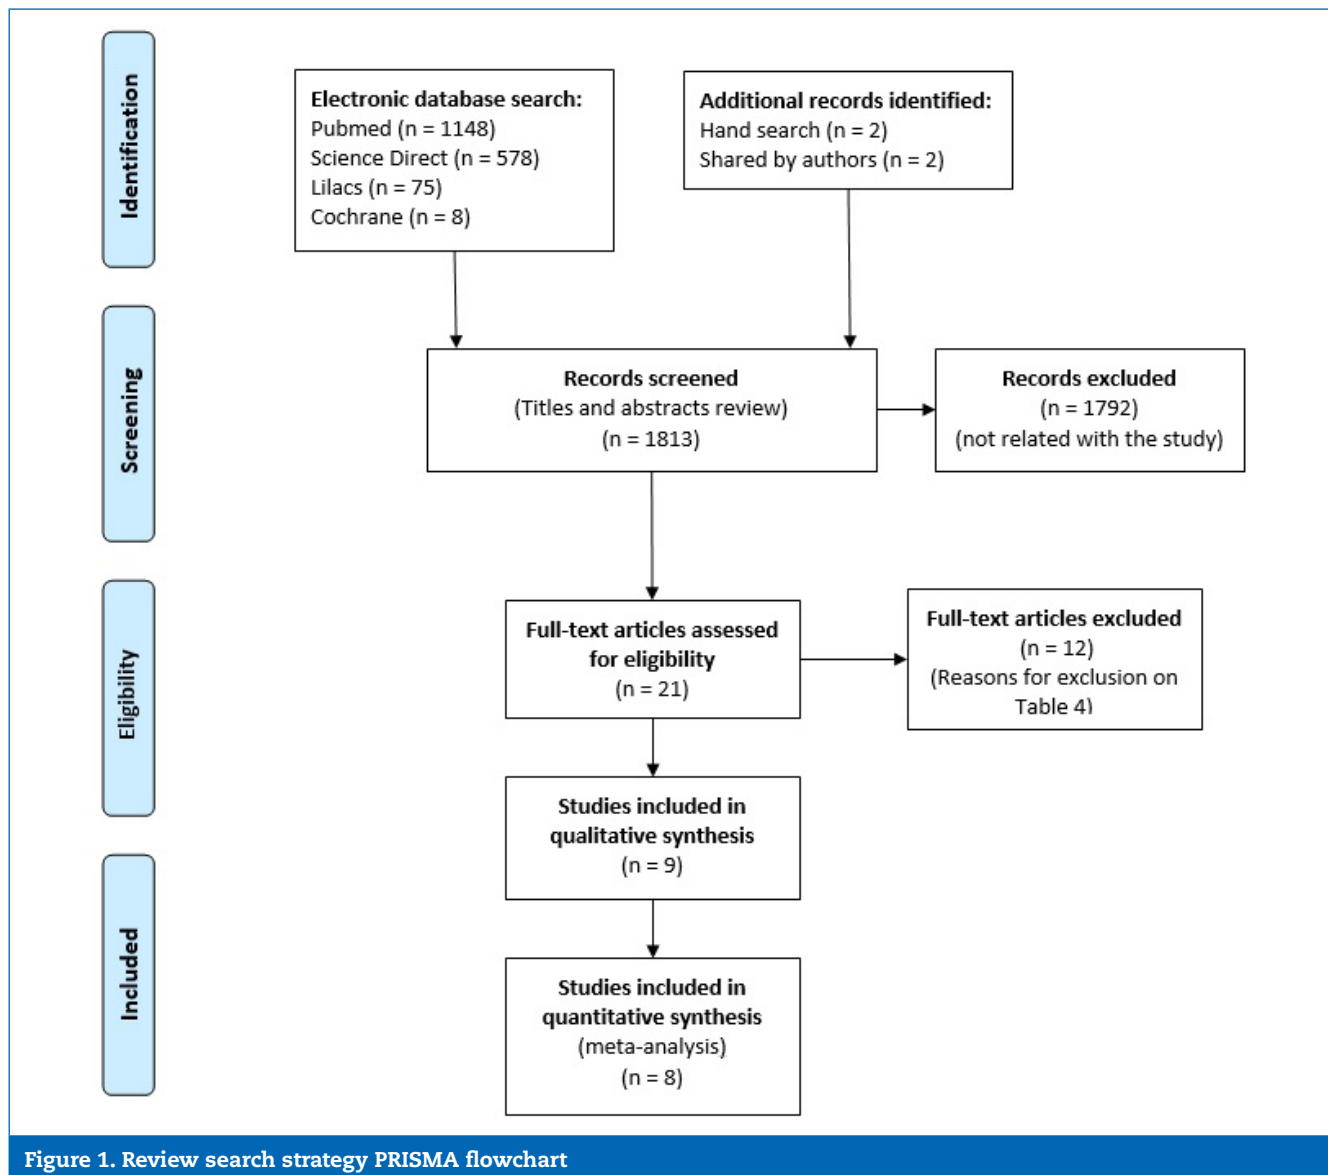 Identification
Electronic database search:
Pubmed (n = 1148)
Science Direct (n = 578)
Lilacs (n = 75)
Cochrane (n = 8)
Additional records identified:
Hand search (n = 2)
Shared by authors (n = 2)
Screening
Records screened
(Titles and abstracts review)
(n = 1813)
Records excluded
(n = 1792)
(not related with the study)
Eligibility
Full-text articles assessed
for eligibility
(n = 21)
Full-text articles excluded
(n = 12)
(Reasons for exclusion on
Table 4)
Studies included in
qualitative synthesis
(n = 9)
Included
Studies included in
quantitative synthesis
(meta-analysis)
(n = 8)
Figure 1. Review search strategy PRISMA flowchart